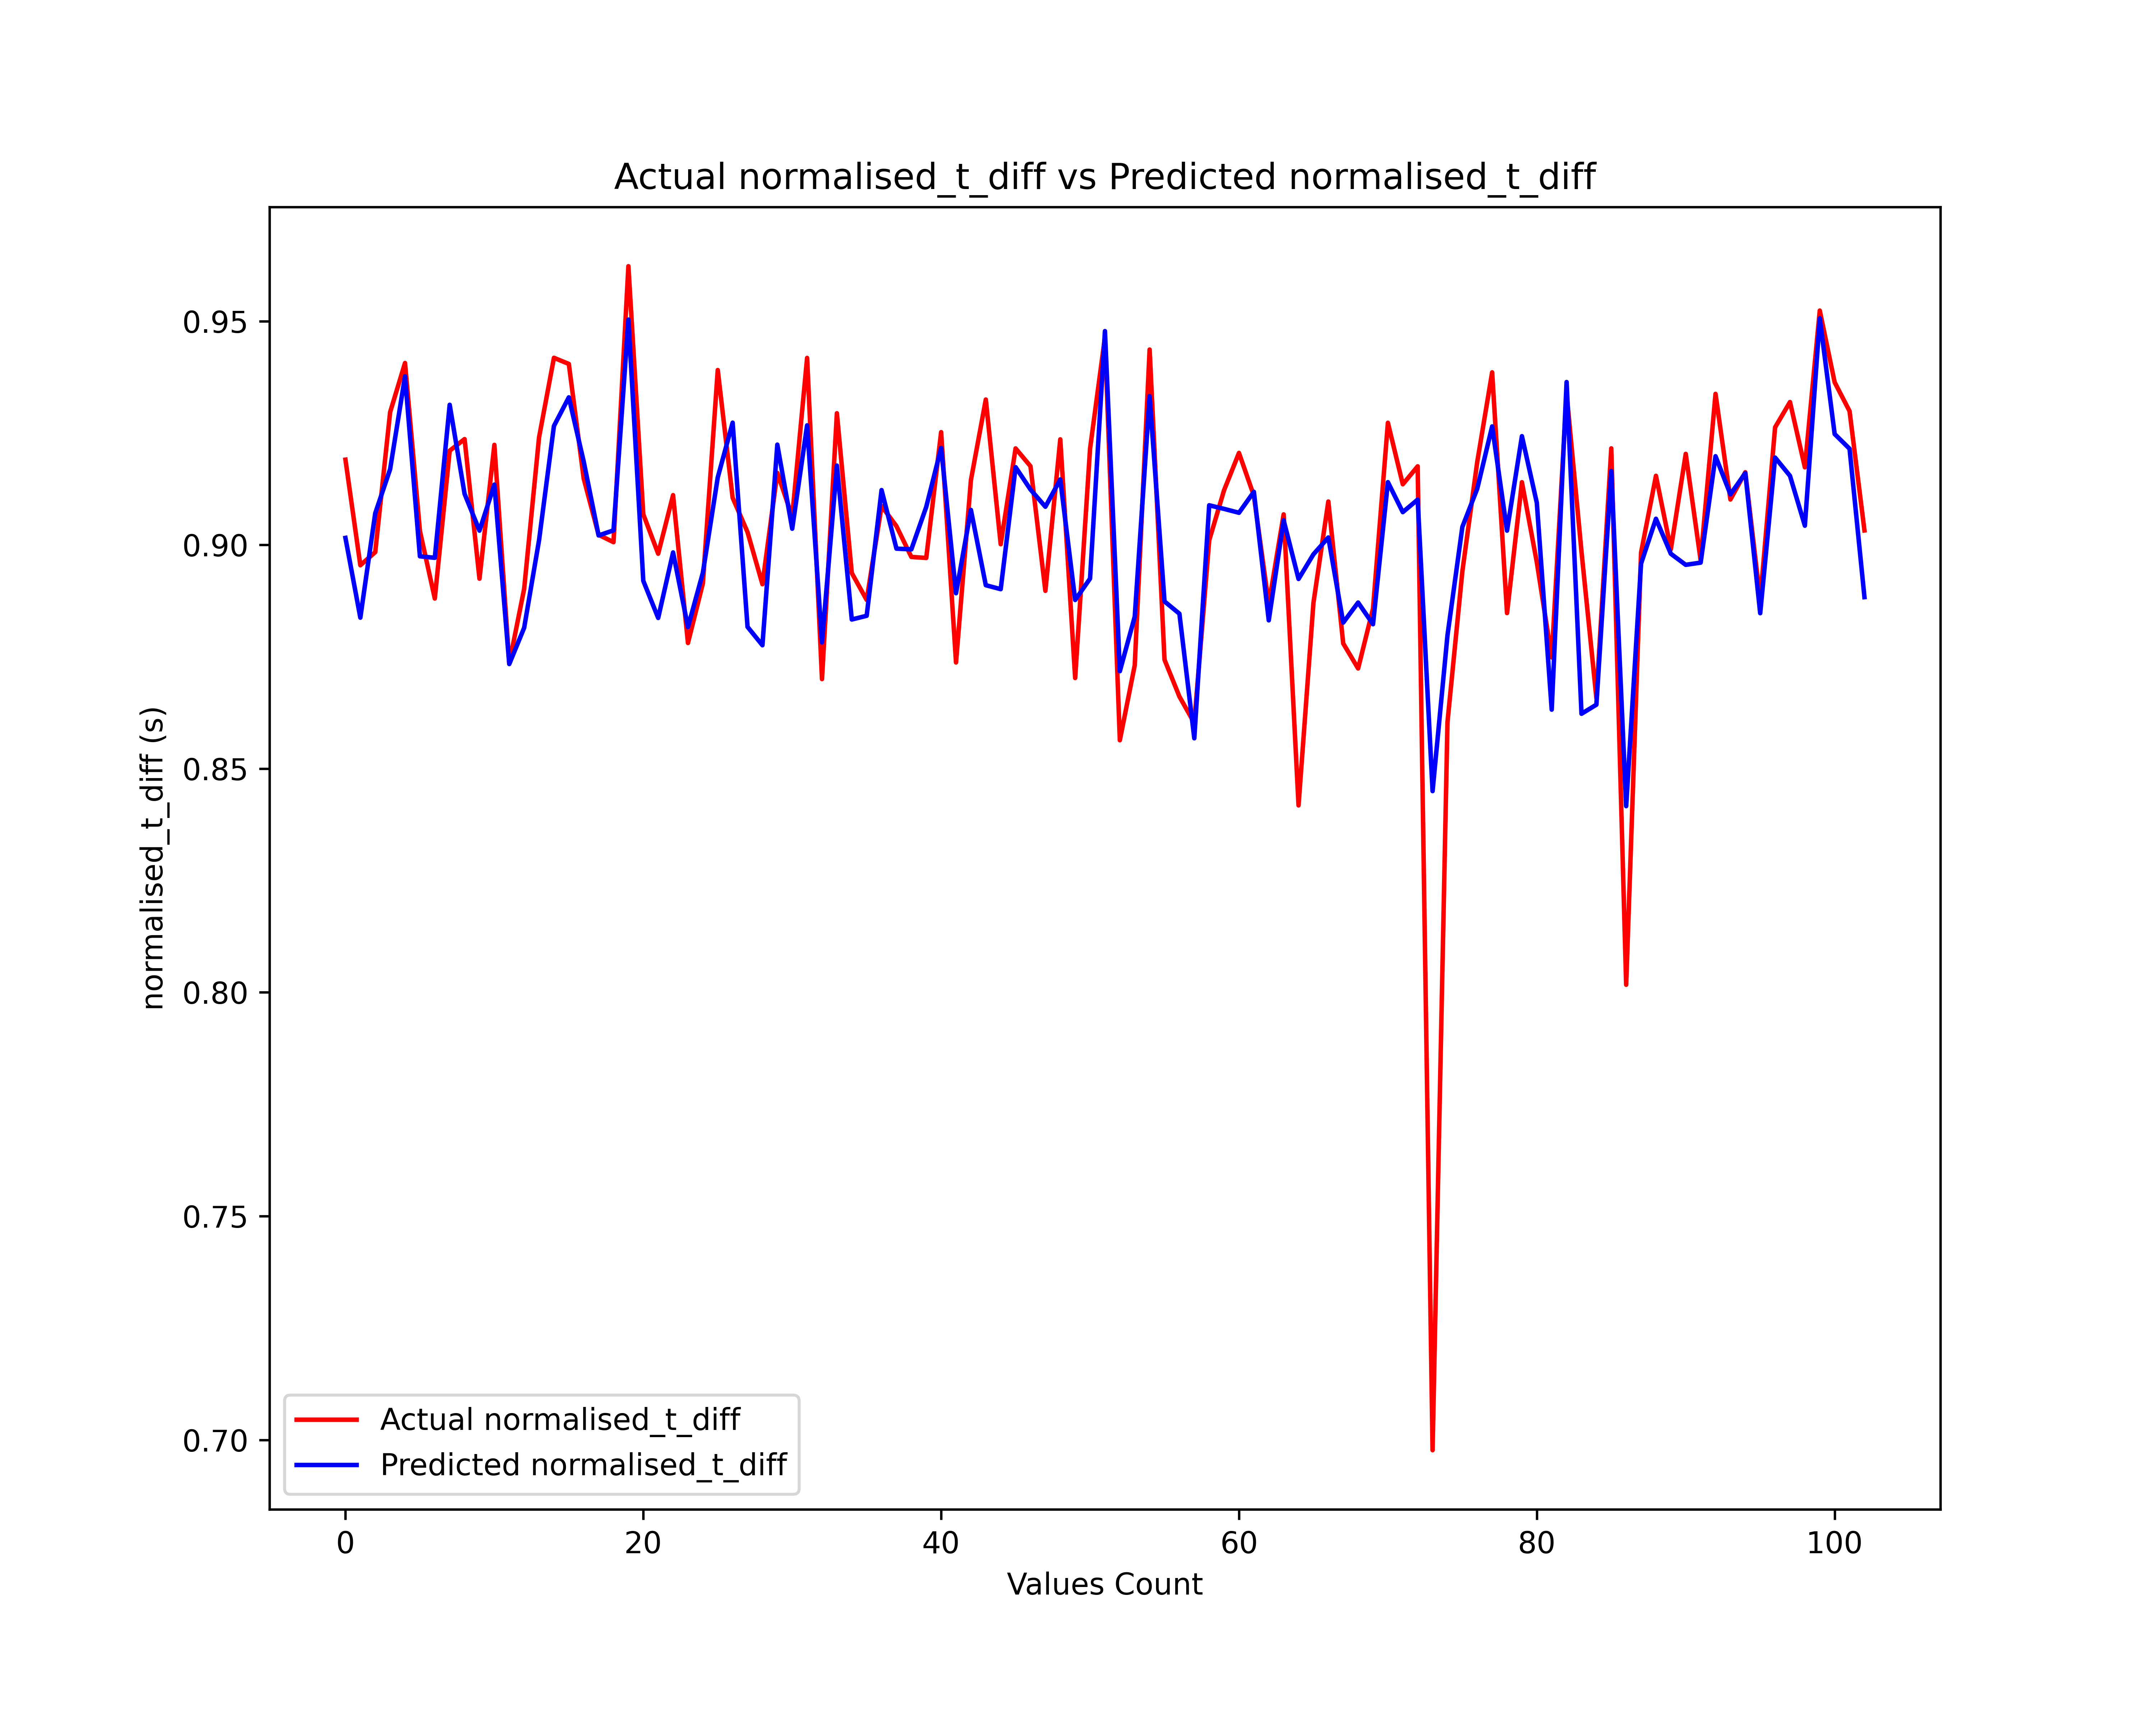 Actual normalised_t_diff vs Predicted normalised_t_diff
normalised_t_diff (s)
0.95
0.90
0.85
0.80
0.75
0.70
Actual normalised_t_diff
Predicted normalised_t_diff
0 20 40 60 80 100
Values Count